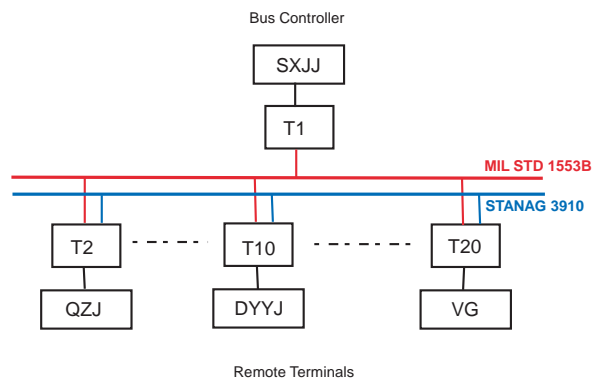 Bus Controller
SXJJ
T1
MIL STD 1553B
STANAG 3910
T2
T10
T20
QZJ
DYYJ
VG
Remote Terminals